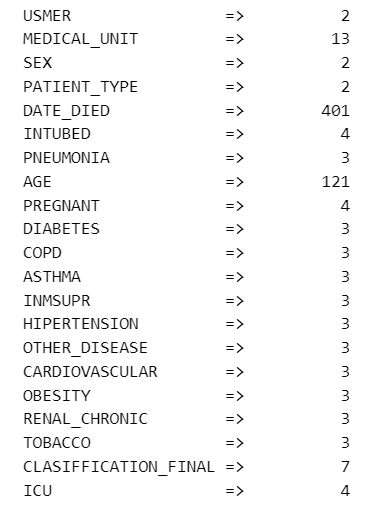 USMER => 2
MEDICAL_UNIT => 13
SEX => 2
PATIENT_TYPE => 2
DATE_DIED => 401
INTUBED => 4
PNEUMONIA => 3
AGE => 121
PREGNANT => 4
DIABETES => 3
COPD => 3
ASTHMA => 3
INMSUPR => 3
HIPERTENSION => 3
OTHER_DISEASE => 3
CARDIOVASCULAR => 3
OBESITY => 3
RENAL_CHRONIC => 3
TOBACCO => 3
CLASIFFICATION_FINAL => 7
ICU => 4